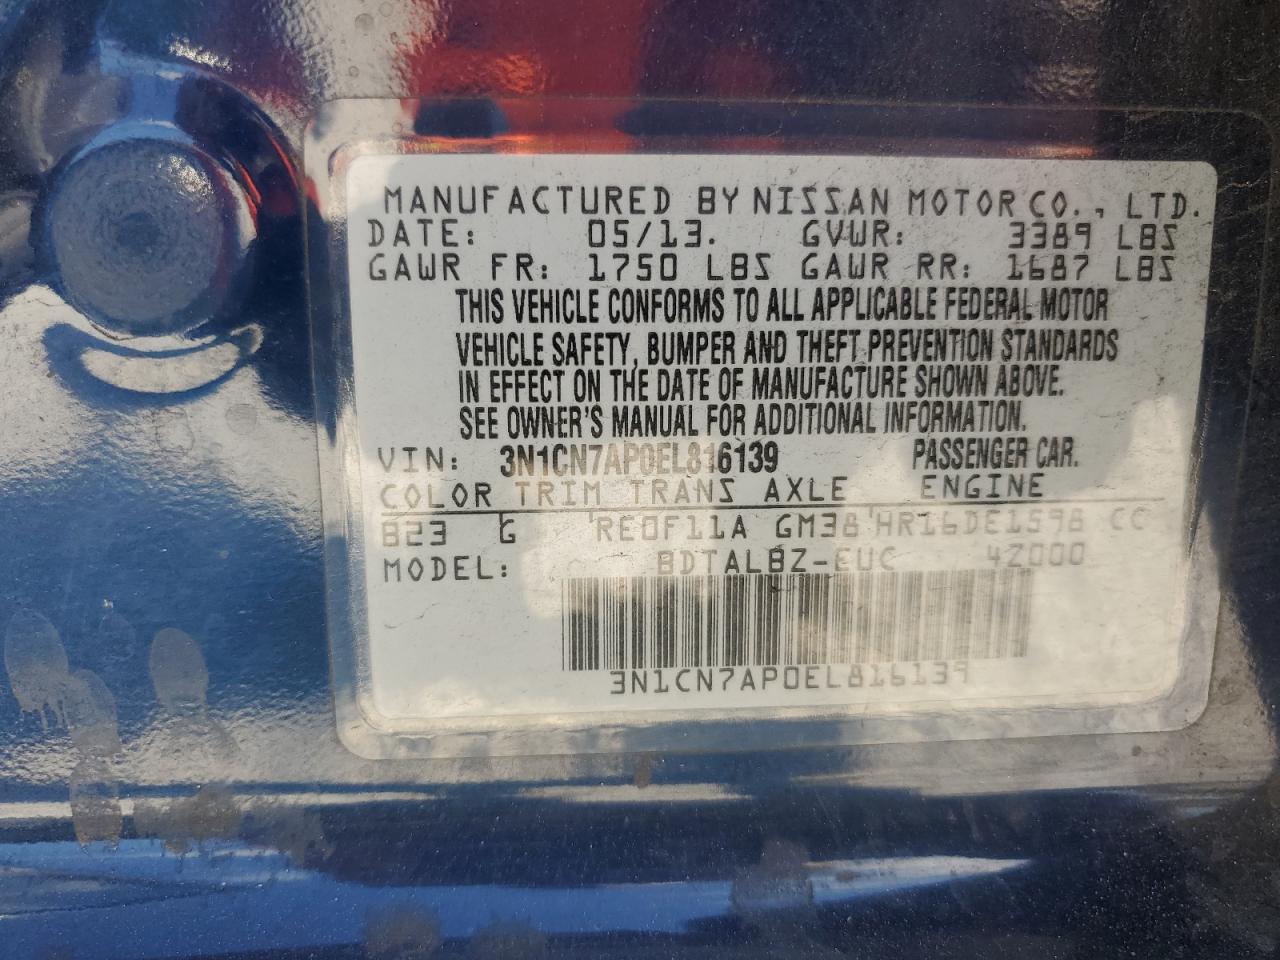 MANUFACTURED BY NISSAN MOTOR CO., LTD.
DATE: 05/13. GVWR: 3389 LBS
GAWR FR: 1750 LBS GAWR RR: 1687 LBS
THIS VEHICLE CONFORMS TO ALL APPLICABLE FEDERAL MOTOR
VEHICLE SAFETY, BUMPER AND THEFT PREVENTION STANDARDS
IN EFFECT ON THE DATE OF MANUFACTURE SHOWN ABOVE.
SEE OWNER'S MANUAL FOR ADDITIONAL INFORMATION.
VIN: 3N1CN7AP0EL816139 PASSENGER CAR.
COLOR TRIM TRANS AXLE ENGINE
B23 G RE0F11A GM38 HR16DE1598 CC
MODEL: BDTALBZ-EUC 4Z000
3N1CN7AP0EL816139